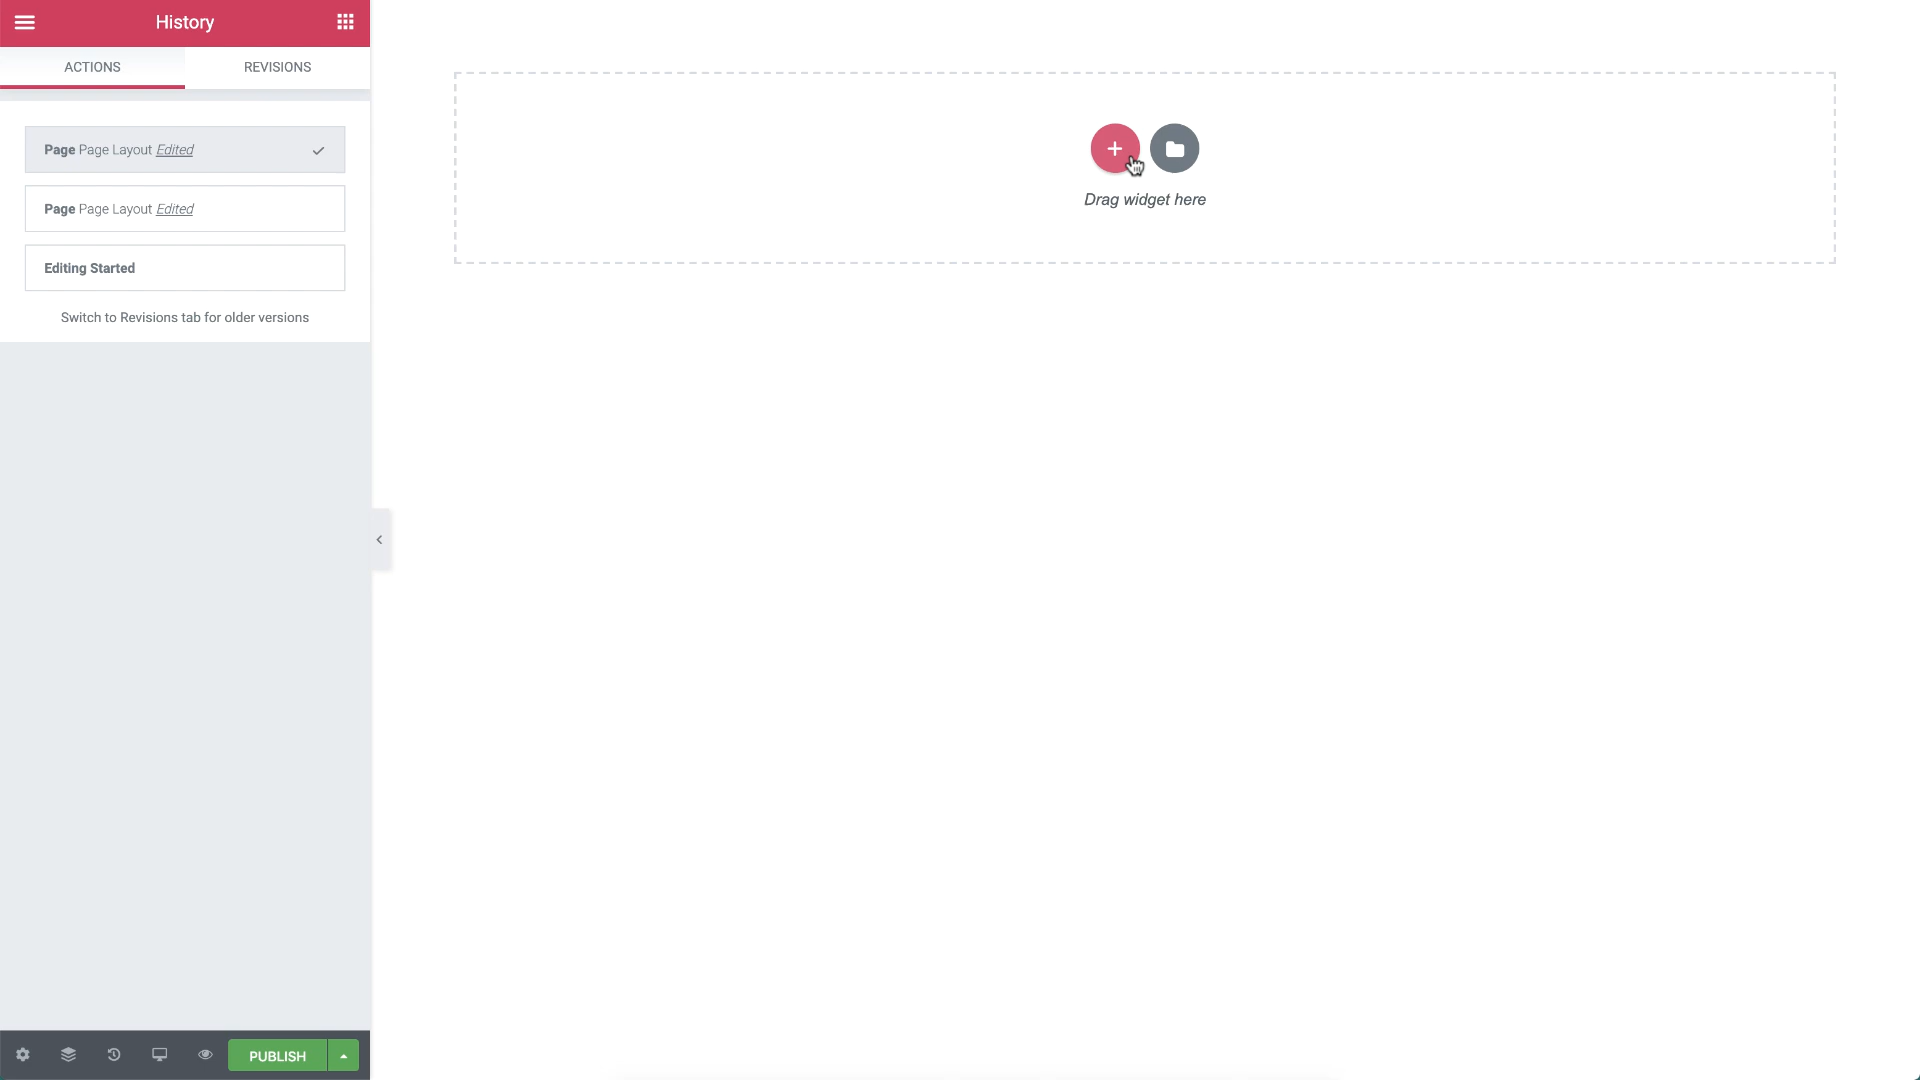 History
ACTIONS
REVISIONS
Page Page Layout Edited
Page Page Layout Edited
Editing Started
Switch to Revisions tab for older versions
Drag widget here
PUBLISH